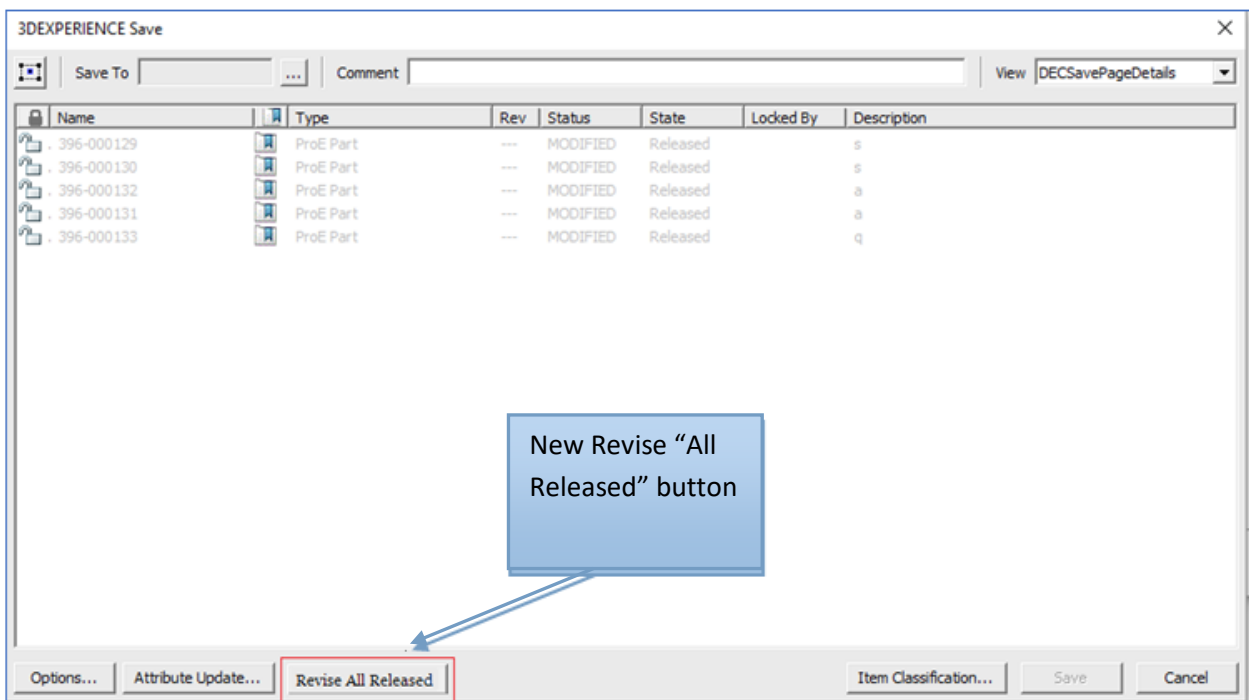 3DEXPERIENCE Save
Save To ... Comment View DECSavePageDetails
Name Type Rev Status State Locked By Description
. 396-000129 ProE Part --- MODIFIED Released s
. 396-000130 ProE Part --- MODIFIED Released s
. 396-000132 ProE Part --- MODIFIED Released a
. 396-000131 ProE Part --- MODIFIED Released a
. 396-000133 ProE Part --- MODIFIED Released q
New Revise “All
Released” button
Options... Attribute Update... Revise All Released Item Classification... Save Cancel